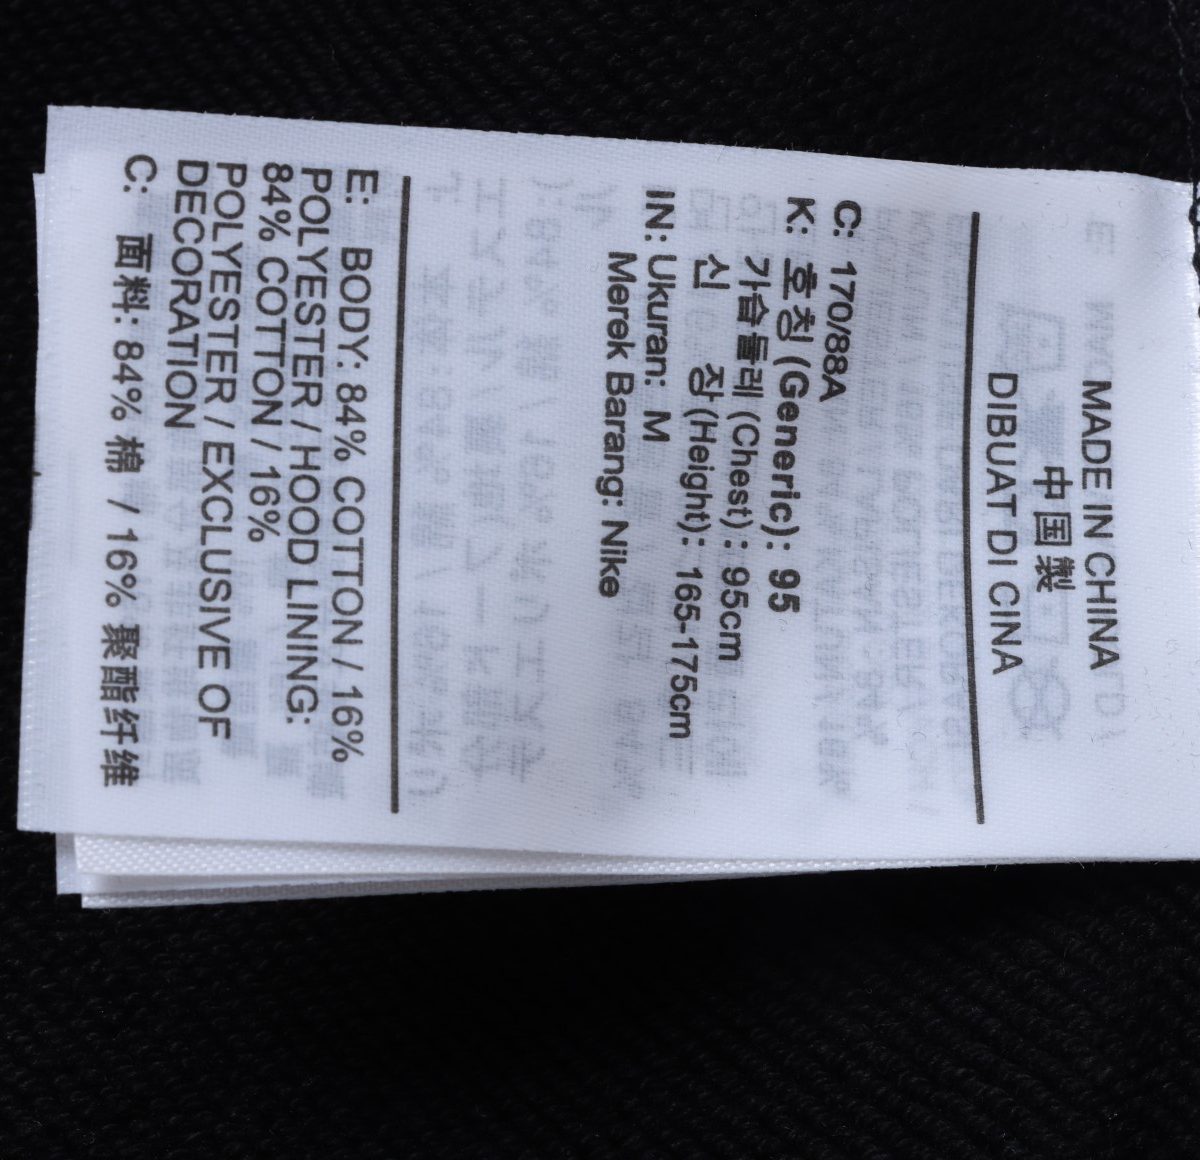 MADE IN CHINA
中国製
DIBUAT DI CINA
C: 170/88A
K: 호칭 (Generic): 95
가슴둘레 (Chest): 95cm
신 장 (Height): 165-175cm
IN: Ukuran: M
Merek Barang: Nike
E: BODY: 84% COTTON / 16%
POLYESTER / HOOD LINING:
84% COTTON / 16%
POLYESTER / EXCLUSIVE OF
DECORATION
C: 面料: 84% 棉 / 16% 聚酯纤维